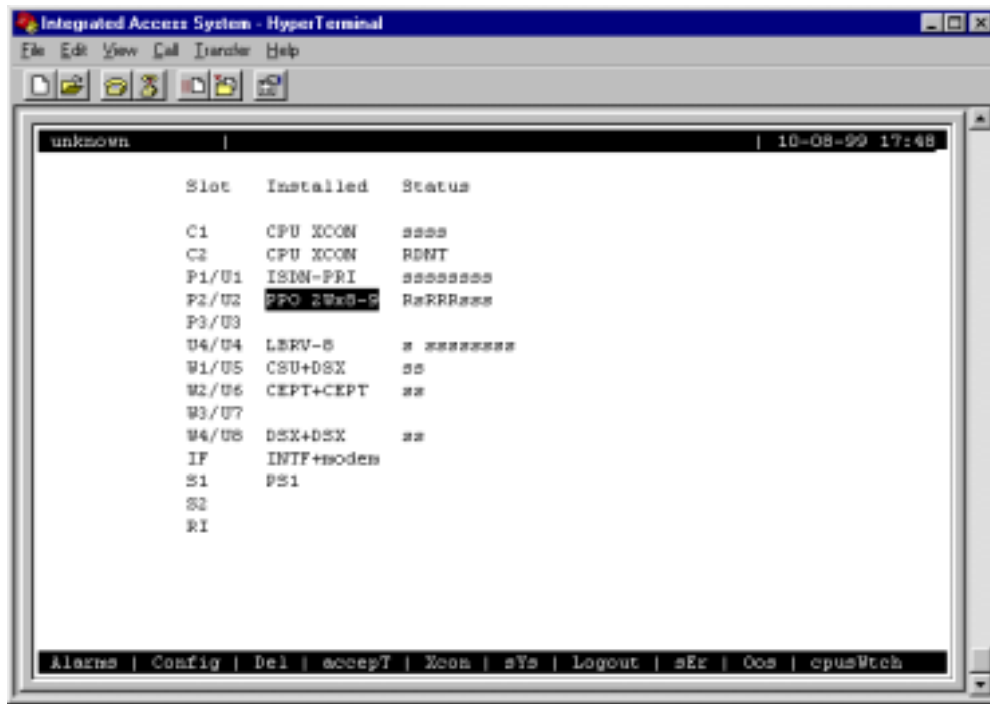 Integrated Access System - HyperTerminal
File Edit View Call Transfer Help
unknown | | 10-08-99 17:48
Slot Installed Status
C1 CPU XCON ssss
C2 CPU XCON RDNT
P1/U1 ISDN-PRI ssssssss
P2/U2 PPO 2Wx8-9 RsRRRsss
P3/U3
U4/U4 LBRV-8 s ssssssss
W1/U5 CSU+DSX ss
W2/U6 CEPT+CEPT ss
W3/U7
W4/U8 DSX+DSX ss
IF INTF+modem
S1 PS1
S2
RI
Alarms | Config | Del | accepT | Xcon | sYs | Logout | sEr | Oos | cpusWtch